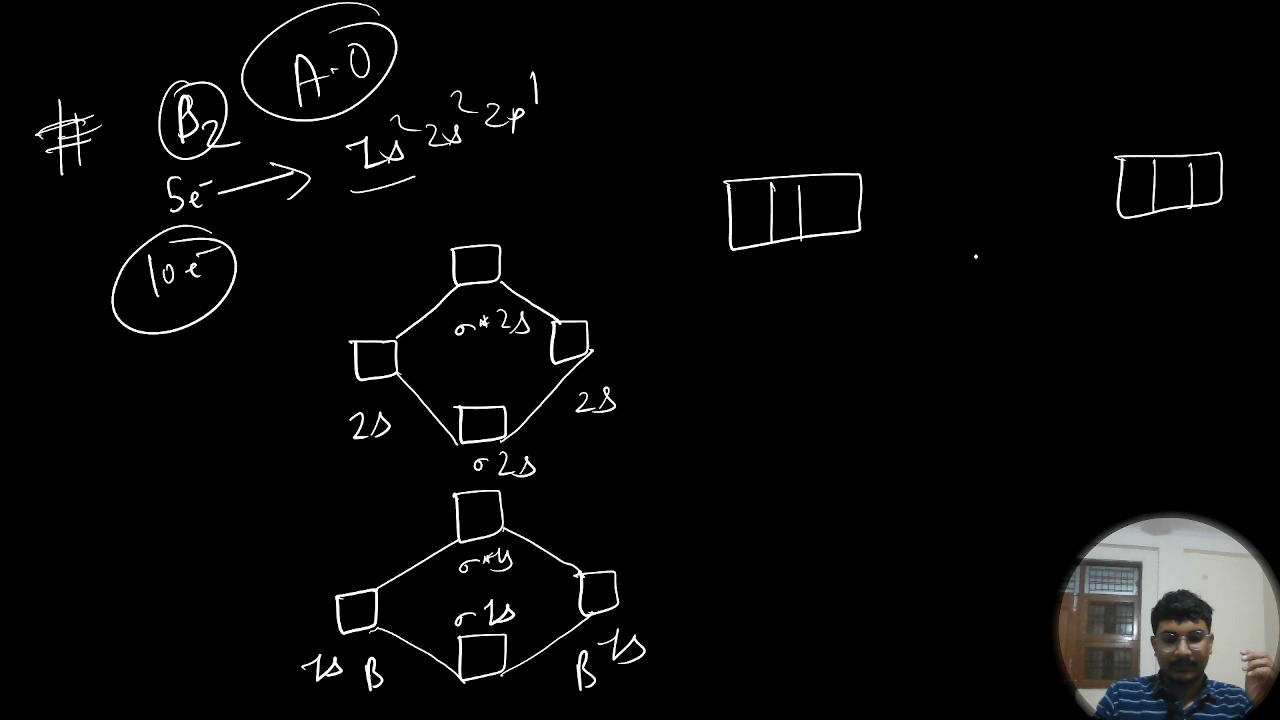 # B₂ A.O
5e⁻ → 1s² 2s² 2p¹
10e⁻
σ*2s
2s 2s
σ2s
σ*1s
σ1s
1s B B 1s